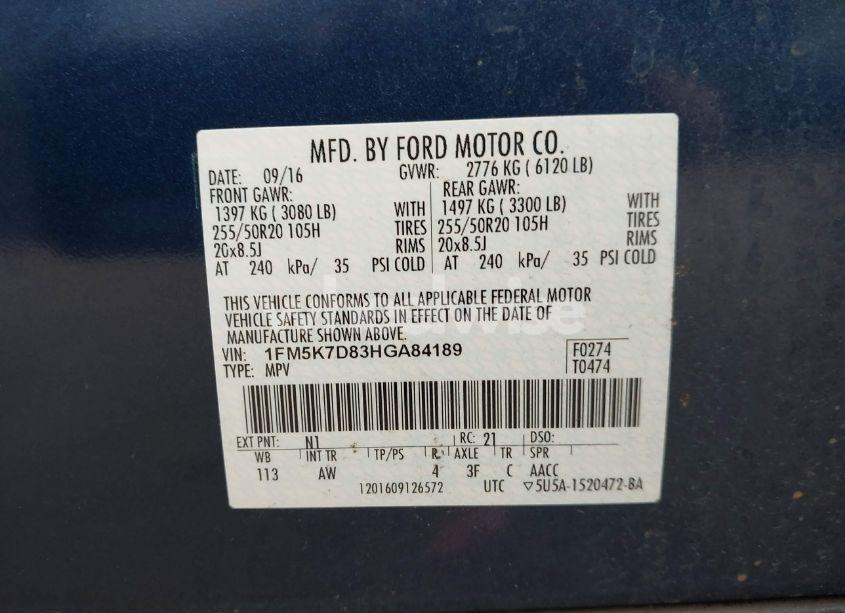 MFD. BY FORD MOTOR CO.
DATE: 09/16 GVWR: 2776 KG ( 6120 LB)
FRONT GAWR: REAR GAWR:
1397 KG ( 3080 LB) WITH 1497 KG ( 3300 LB) WITH
255/50R20 105H TIRES 255/50R20 105H TIRES
20x8.5J RIMS 20x8.5J RIMS
AT 240 kPa/ 35 PSI COLD AT 240 kPa/ 35 PSI COLD
THIS VEHICLE CONFORMS TO ALL APPLICABLE FEDERAL MOTOR
VEHICLE SAFETY STANDARDS IN EFFECT ON THE DATE OF
MANUFACTURE SHOWN ABOVE.
VIN: 1FM5K7D83HGA84189 F0274
TYPE: MPV T0474
EXT PNT: N1 RC: 21 DSO:
WB INT TR TP/PS R AXLE TR SPR
113 AW 4 3F C AACC
1201609126572 UTC ▽5U5A-1520472-BA